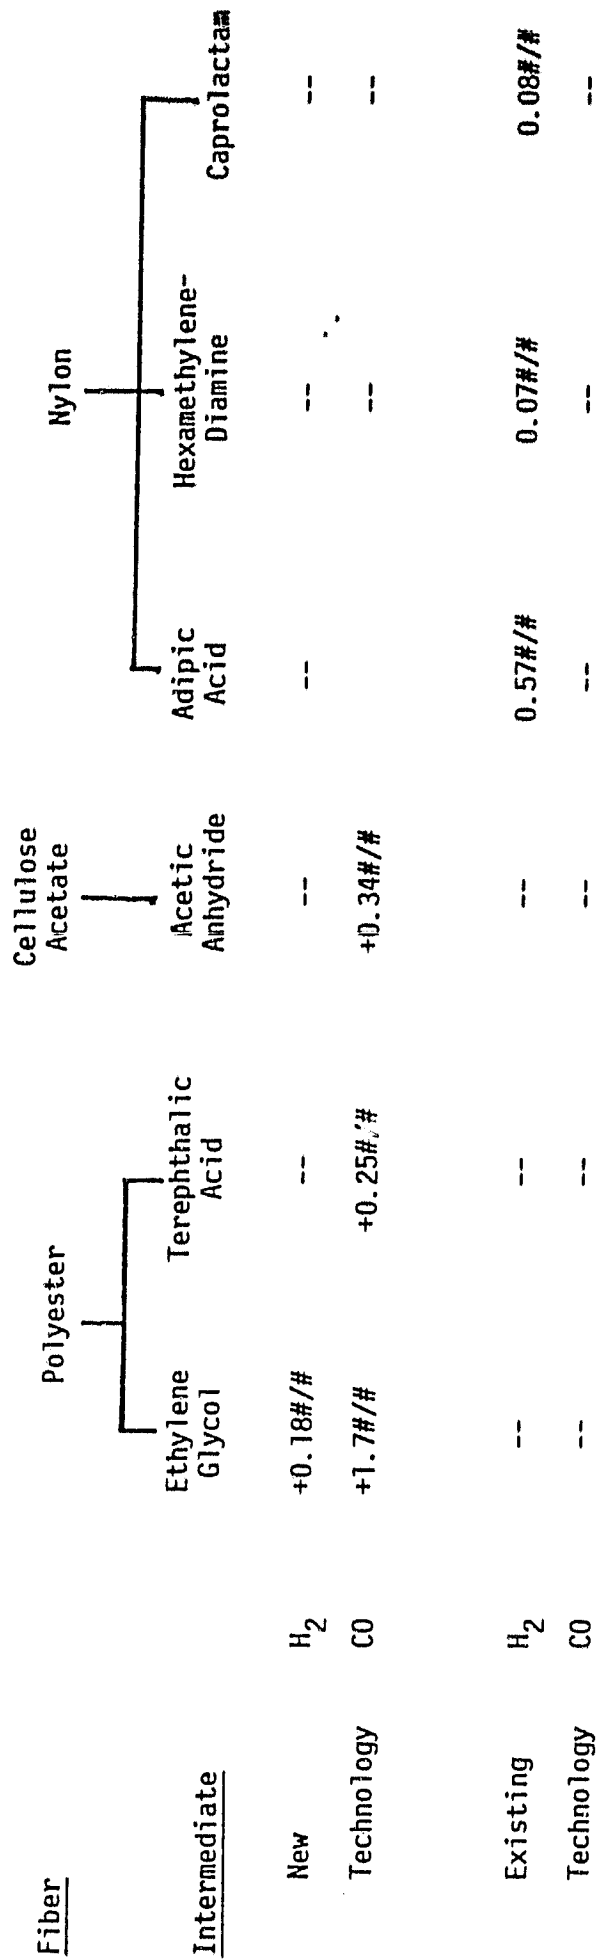 Fiber Polyester Cellulose Nylon
Acetate
Intermediate Ethylene Terephthalic Acetic Adipic Hexamethylene- Caprolactam
Glycol Acid Anhydride Acid Diamine
New H2 +0.18#/# -- -- -- -- --
Technology CO +1.7#/# +0.25#/# +0.34#/# -- --
Existing H2 -- -- -- 0.57#/# 0.07#/# 0.08#/#
Technology CO -- -- -- -- -- --